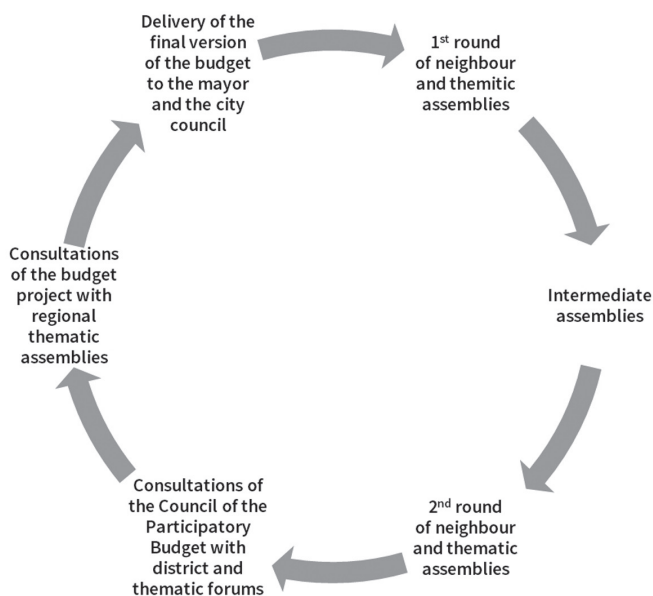 Delivery of the
final version
of the budget
to the mayor
and the city
council
1st round
of neighbour
and themitic
assemblies
Intermediate
assemblies
2nd round
of neighbour
and thematic
assemblies
Consultations of
the Council of the
Participatory
Budget with
district and
thematic forums
Consultations
of the budget
project with
regional
thematic
assemblies